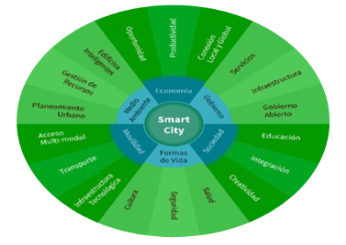 Oportunidad
Productividad
Conexión
Local y Global
Servicios
Infraestructura
Gobierno
Abierto
Educación
Integración
Creatividad
Salud
Seguridad
Cultura
Infraestructura
Tecnológica
Transporte
Acceso
Multi-modal
Planeamiento
Urbano
Gestión de
Recursos
Edificios
Inteligentes
Economía
Gobierno
Sociedad
Formas
de Vida
Movilidad
Medio
Ambiente
Smart
City